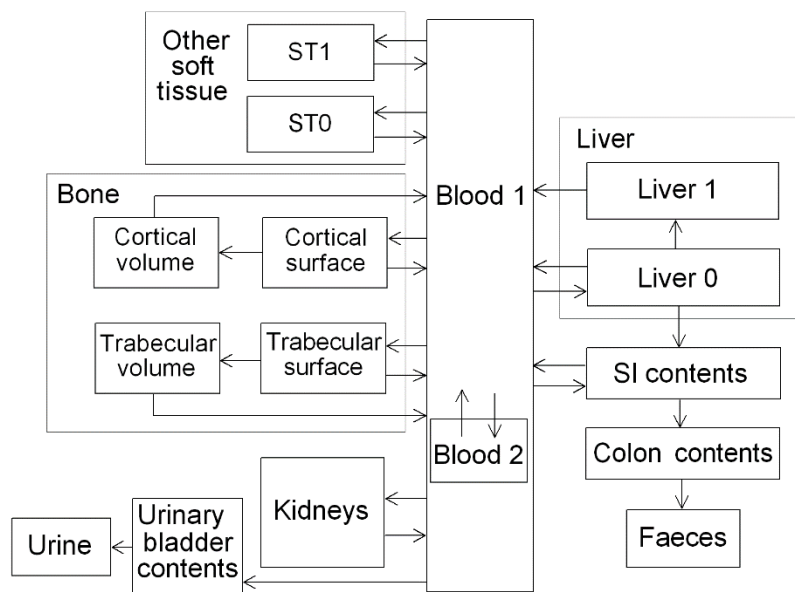 Other
soft
tissue
ST1
ST0
Bone
Cortical
volume
Cortical
surface
Trabecular
volume
Trabecular
surface
Blood 1
Blood 2
Liver
Liver 1
Liver 0
SI contents
Colon contents
Faeces
Kidneys
Urinary
bladder
contents
Urine